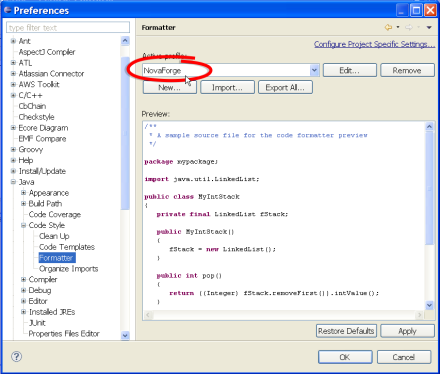 Preferences
type filter text
Ant
AspectJ Compiler
ATL
Atlassian Connector
AWS Toolkit
C/C++
CbChain
Checkstyle
Ecore Diagram
EMF Compare
Groovy
Help
Install/Update
Java
Appearance
Build Path
Code Coverage
Code Style
Clean Up
Code Templates
Formatter
Organize Imports
Compiler
Debug
Editor
Installed JREs
JUnit
Properties Files Editor
Formatter
Configure Project Specific Settings...
Active profile:
NovaForge
Edit...
Remove
New...
Import...
Export All...
Preview:
/**
* A sample source file for the code formatter preview
*/
package mypackage;
import java.util.LinkedList;
public class MyIntStack
{
private final LinkedList fStack;
public MyIntStack()
{
fStack = new LinkedList();
}
public int pop()
{
return ((Integer) fStack.removeFirst()).intValue();
}
Restore Defaults
Apply
?
OK
Cancel